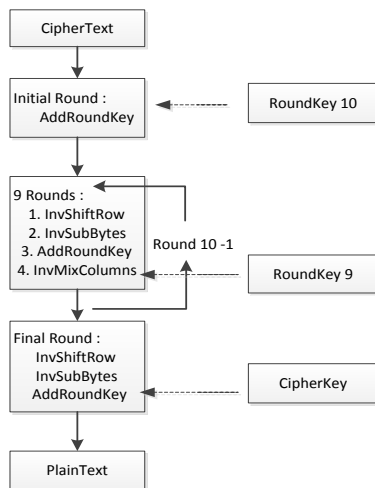 CipherText
Initial Round :
AddRoundKey
RoundKey 10
9 Rounds :
1. InvShiftRow
2. InvSubBytes
3. AddRoundKey
4. InvMixColumns
Round 10 -1
RoundKey 9
Final Round :
InvShiftRow
InvSubBytes
AddRoundKey
CipherKey
PlainText